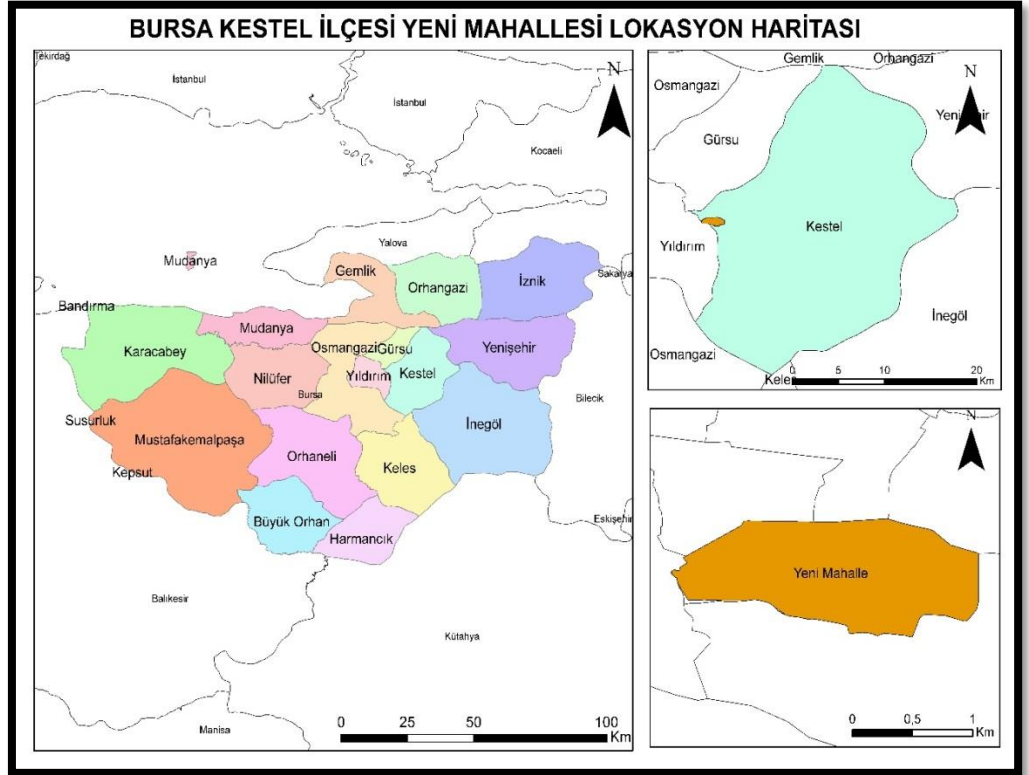 BURSA KESTEL İLÇESİ YENİ MAHALLESİ LOKASYON HARİTASI
Tekirdağ
İstanbul
İstanbul
N
Kocaeli
Yalova
Mudanya
Gemlik
Orhangazi
İznik
Sakarya
Bandırma
Mudanya
Karacabey
Osmangazi
Gürsu
Yenişehir
Nilüfer
Yıldırım
Kestel
Bursa
Bilecik
Susurluk
Mustafakemalpaşa
İnegöl
Orhaneli
Keles
Kepsut
Büyük Orhan
Harmancık
Eskişehir
Balıkesir
Kütahya
Manisa
0 25 50 100
Km
Gemlik
Orhangazi
N
Osmangazi
Gürsu
Yenişehir
Kestel
Yıldırım
İnegöl
Osmangazi
Keles
0 5 10 20
Km
N
Yeni Mahalle
0 0,5 1
Km